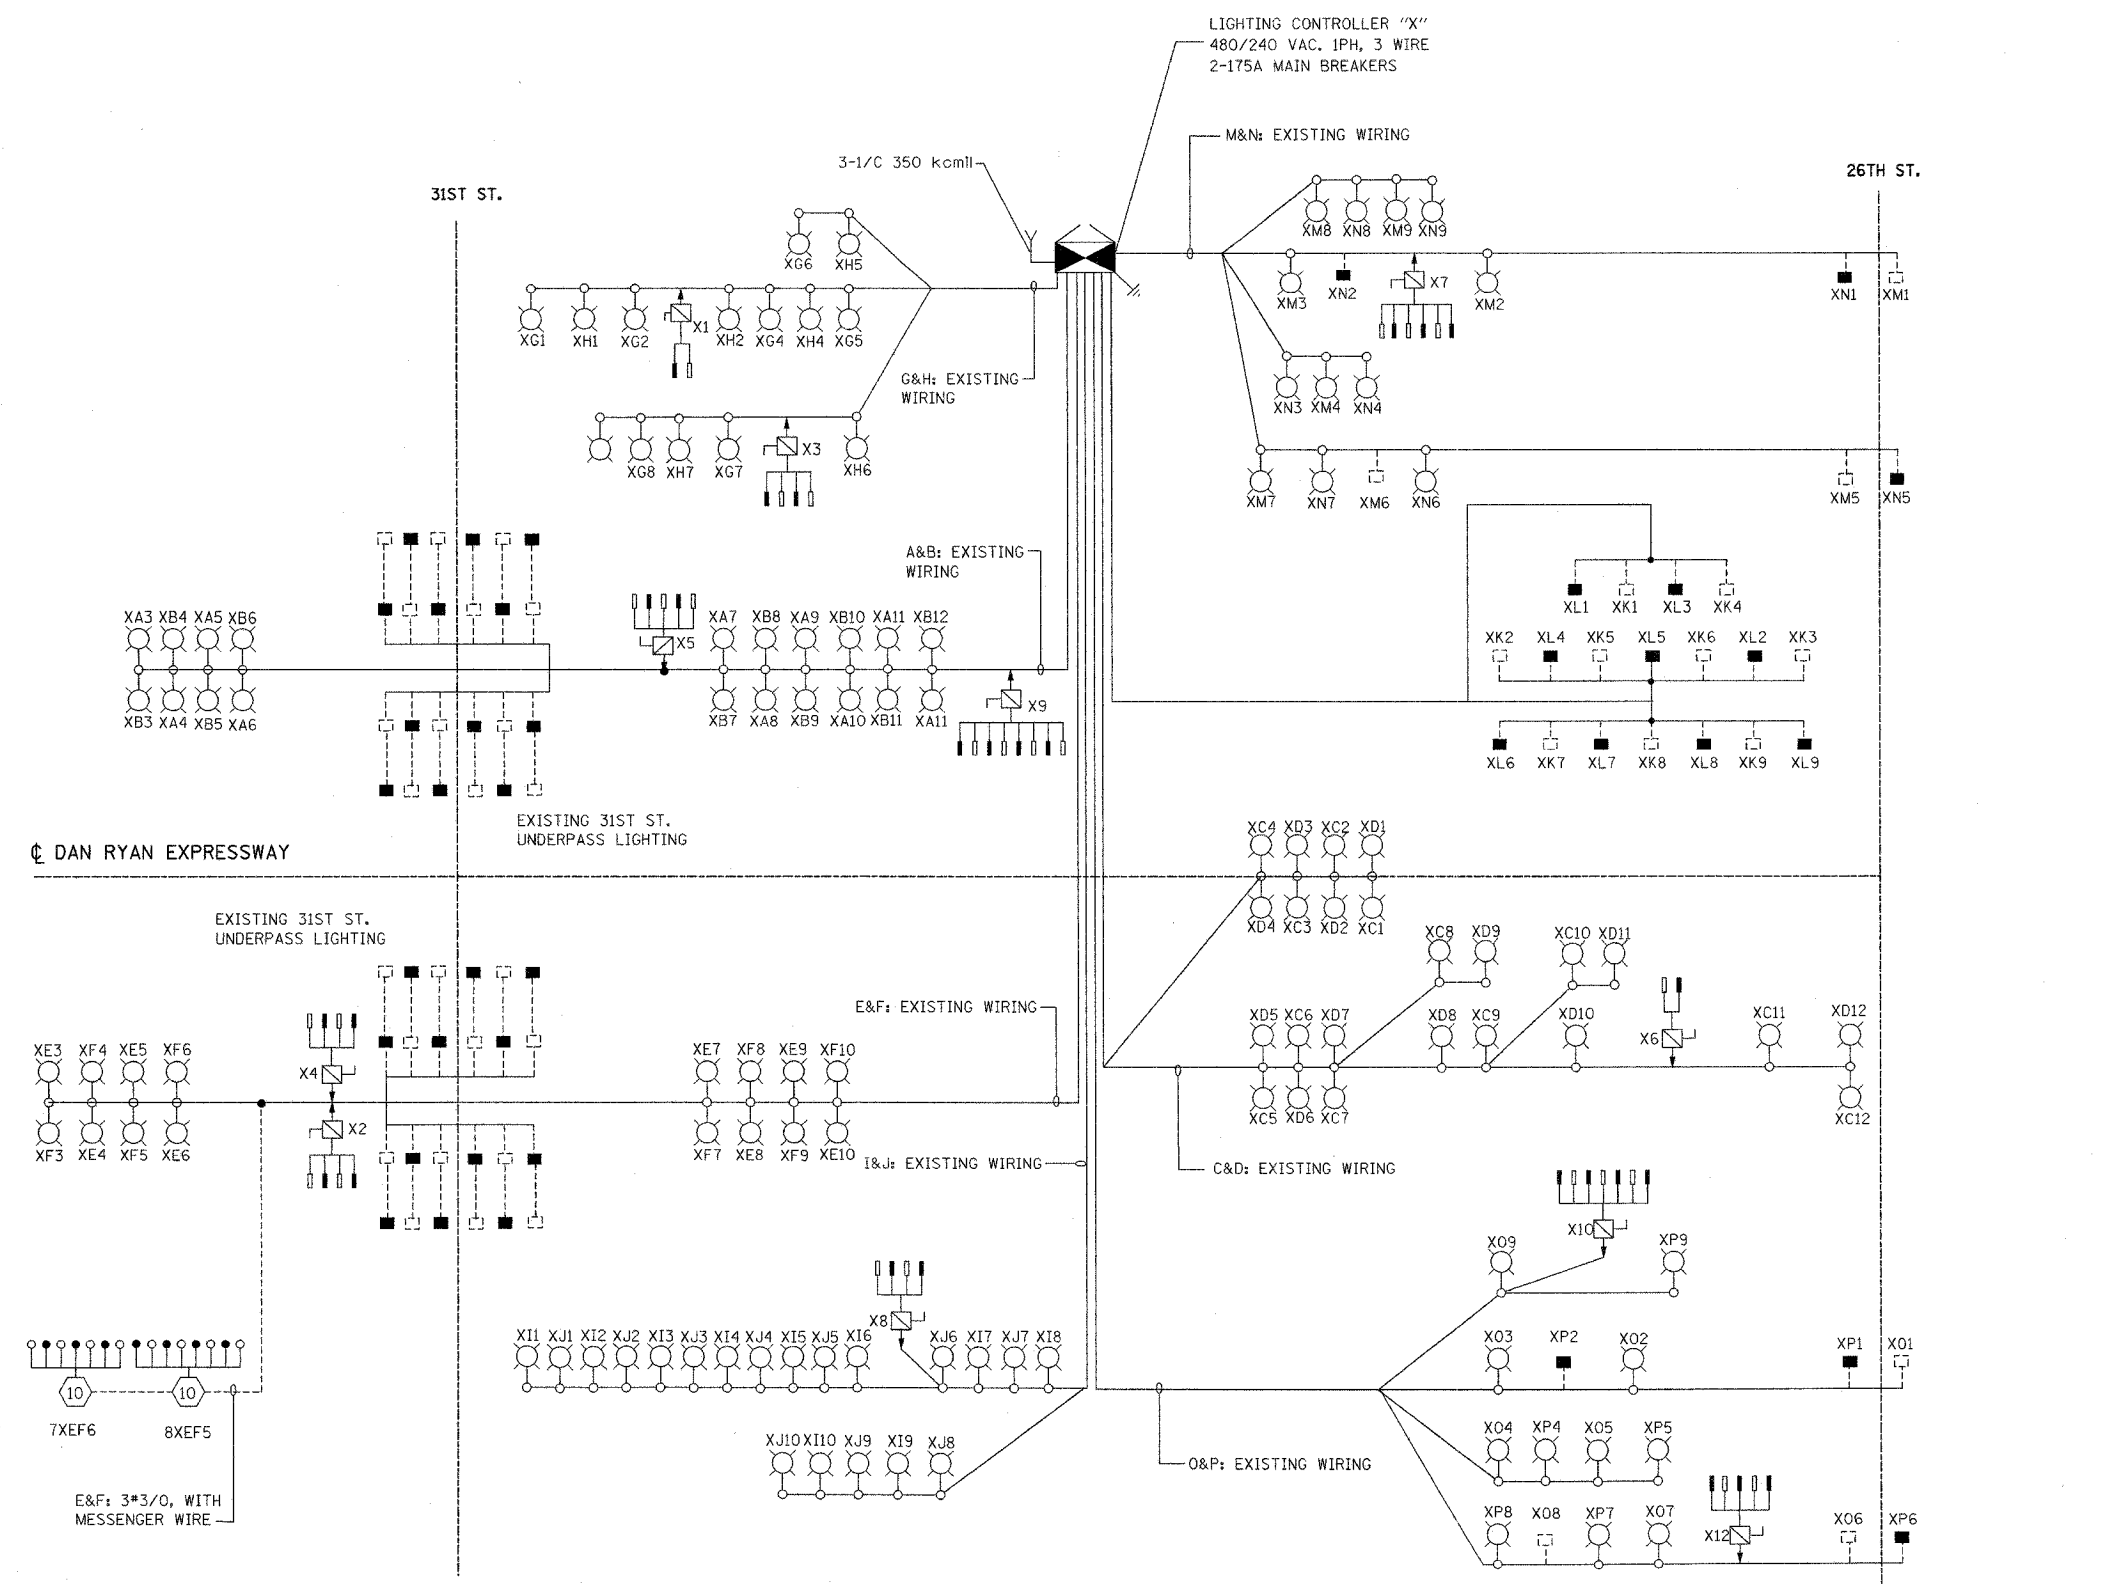 LIGHTING CONTROLLER "X"
480/240 VAC. 1PH, 3 WIRE
2-175A MAIN BREAKERS
M&N: EXISTING WIRING
3-1/C 350 kcmil
26TH ST.
31ST ST.
XM8 XN8 XM9 XN9
XG6 XH5
XM3 XN2 X7 XM2 XN1 XM1
XG1 XH1 XG2 X1 XH2 XG4 XH4 XG5
G&H: EXISTING
WIRING
XN3 XM4 XN4
XG8 XH7 XG7 X3 XH6
XM7 XN7 XM6 XN6 XM5 XN5
A&B: EXISTING
WIRING
XL1 XK1 XL3 XK4
XA3 XB4 XA5 XB6
X5
XA7 XB8 XA9 XB10 XA11 XB12
XK2 XL4 XK5 XL5 XK6 XL2 XK3
XB3 XA4 XB5 XA6
XB7 XA8 XB9 XA10 XB11 XA11
X9
XL6 XK7 XL7 XK8 XL8 XK9 XL9
EXISTING 31ST ST.
UNDERPASS LIGHTING
℄ DAN RYAN EXPRESSWAY
XC4 XD3 XC2 XD1
XD4 XC3 XD2 XC1
EXISTING 31ST ST.
UNDERPASS LIGHTING
XC8 XD9 XC10 XD11
E&F: EXISTING WIRING
XD5 XC6 XD7 XD8 XC9 XD10 X6 XC11 XD12
XE3 XF4 XE5 XF6 X4
XE7 XF8 XE9 XF10
XC5 XD6 XC7 XC12
XF3 XE4 XF5 XE6 X2
XF7 XE8 XF9 XE10
I&J: EXISTING WIRING
C&D: EXISTING WIRING
X10
XO9 XP9
X8
XI1 XJ1 XI2 XJ2 XI3 XJ3 XI4 XJ4 XI5 XJ5 XI6 XJ6 XI7 XJ7 XI8
XO3 XP2 XO2 XP1 XO1
10 10
7XEF6 8XEF5
XJ10 XI10 XJ9 XI9 XJ8
XO4 XP4 XO5 XP5
O&P: EXISTING WIRING
E&F: 3#3/0, WITH
MESSENGER WIRE
XP8 XO8 XP7 XO7 X12 XO6 XP6